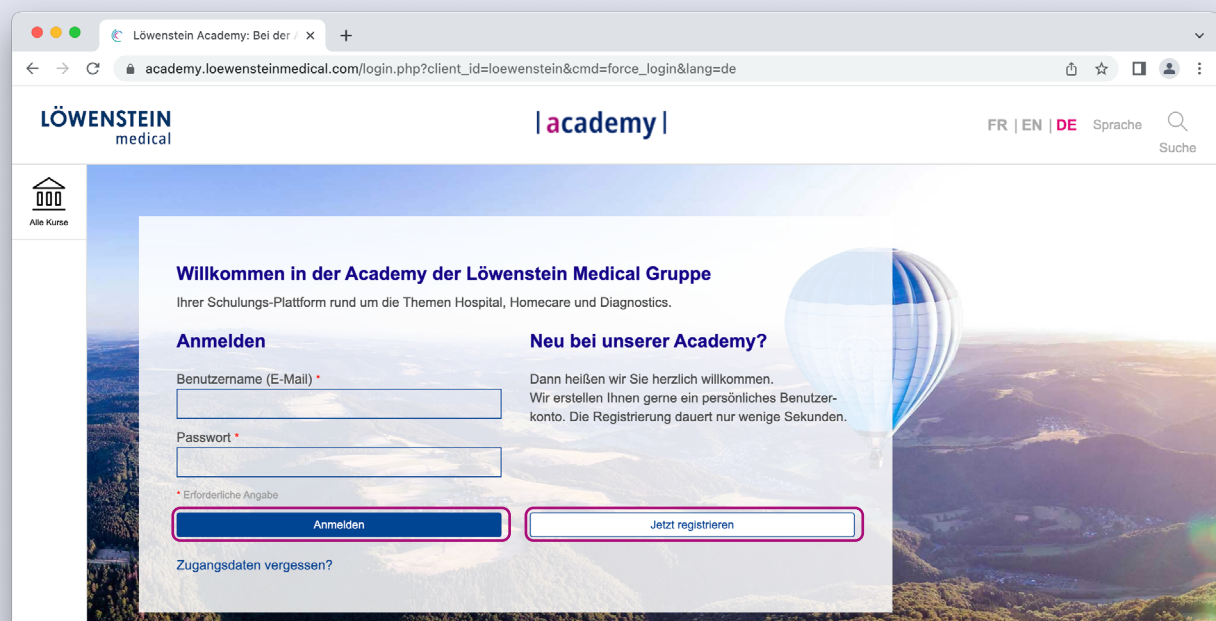 Löwenstein Academy: Bei der A
academy.loewensteinmedical.com/login.php?client_id=loewenstein&cmd=force_login&lang=de
LÖWENSTEIN
medical
|academy|
FR | EN | DE Sprache
Suche
Alle Kurse
Willkommen in der Academy der Löwenstein Medical Gruppe
Ihrer Schulungs-Plattform rund um die Themen Hospital, Homecare und Diagnostics.
Anmelden
Benutzername (E-Mail) *
Passwort *
* Erforderliche Angabe
Anmelden
Zugangsdaten vergessen?
Neu bei unserer Academy?
Dann heißen wir Sie herzlich willkommen.
Wir erstellen Ihnen gerne ein persönliches Benutzer-
konto. Die Registrierung dauert nur wenige Sekunden.
Jetzt registrieren